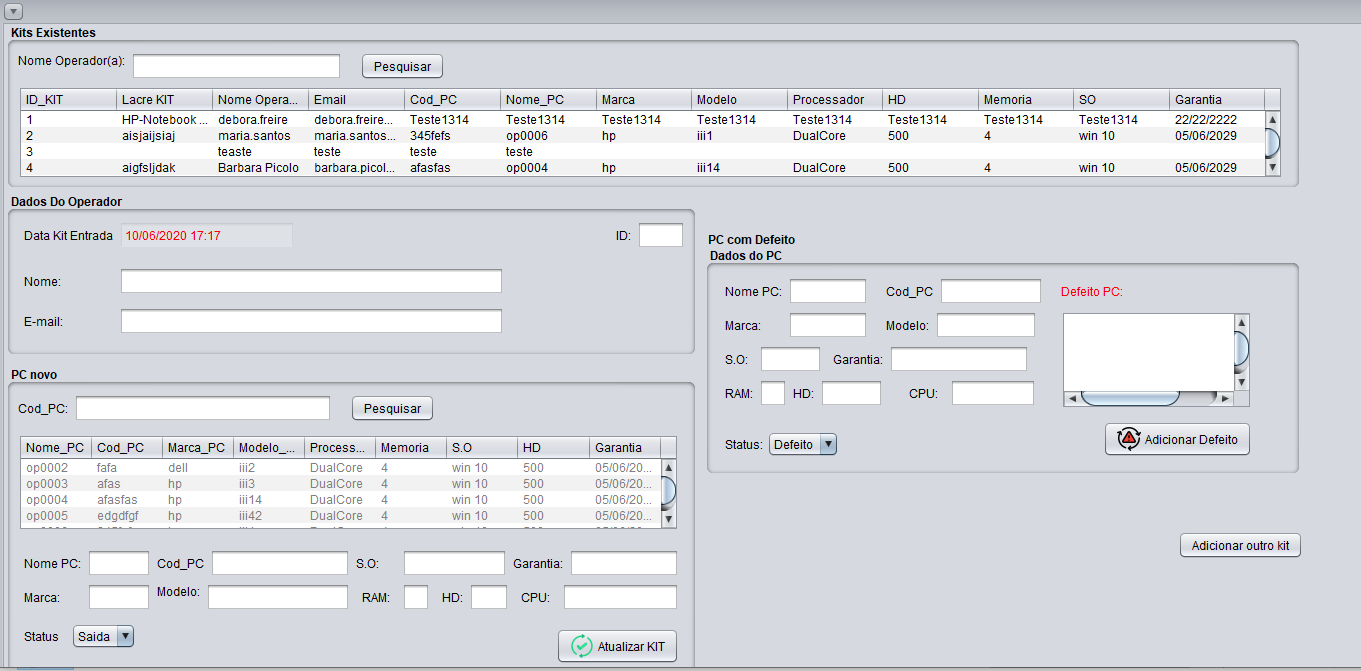 Kits Existentes
Nome Operador(a): Pesquisar
ID_KIT Lacre KIT Nome Opera... Email Cod_PC Nome_PC Marca Modelo Processador HD Memoria SO Garantia
1 HP-Notebook ... debora.freire debora.freire... Teste1314 Teste1314 Teste1314 Teste1314 Teste1314 Teste1314 Teste1314 Teste1314 22/22/2222
2 aisjaijsiaj maria.santos maria.santos... 345fefs op0006 hp iii1 DualCore 500 4 win 10 05/06/2029
3 teaste teste teste teste
4 aigfsljdak Barbara Picolo barbara.picol... afasfas op0004 hp iii14 DualCore 500 4 win 10 05/06/2029
Dados Do Operador
Data Kit Entrada 10/06/2020 17:17 ID:
Nome:
E-mail:
PC com Defeito
Dados do PC
Nome PC: Cod_PC Defeito PC:
Marca: Modelo:
S.O: Garantia:
RAM: HD: CPU:
Status: Defeito Adicionar Defeito
PC novo
Cod_PC: Pesquisar
Nome_PC Cod_PC Marca_PC Modelo_... Process... Memoria S.O HD Garantia
op0002 fafa dell iii2 DualCore 4 win 10 500 05/06/20...
op0003 afas hp iii3 DualCore 4 win 10 500 05/06/20...
op0004 afasfas hp iii14 DualCore 4 win 10 500 05/06/20...
op0005 edgdfgf hp iii42 DualCore 4 win 10 500 05/06/20...
Nome PC: Cod_PC S.O: Garantia:
Marca: Modelo: RAM: HD: CPU:
Status Saida Atualizar KIT
Adicionar outro kit